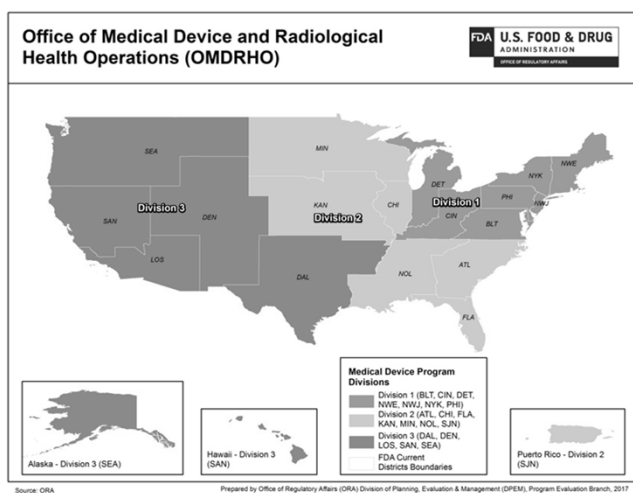 Office of Medical Device and Radiological
Health Operations (OMDRHO)
FDA
U.S. FOOD & DRUG
ADMINISTRATION
OFFICE OF REGULATORY AFFAIRS
SEA
MIN
NWE
NYK
DET
PHI
NWJ
KAN
CHI
Division 1
Division 3
Division 2
DEN
SAN
CIN
BLT
LOS
DAL
NOL
ATL
FLA
Medical Device Program
Divisions
Division 1 (BLT, CIN, DET,
NWE, NWJ, NYK, PHI)
Division 2 (ATL, CHI, FLA,
KAN, MIN, NOL, SJN)
Division 3 (DAL, DEN,
LOS, SAN, SEA)
FDA Current
Districts Boundaries
Alaska - Division 3 (SEA)
Hawaii - Division 3
(SAN)
Puerto Rico - Division 2
(SJN)
Source: ORA
Prepared by Office of Regulatory Affairs (ORA) Division of Planning, Evaluation & Management (DPEM), Program Evaluation Branch, 2017